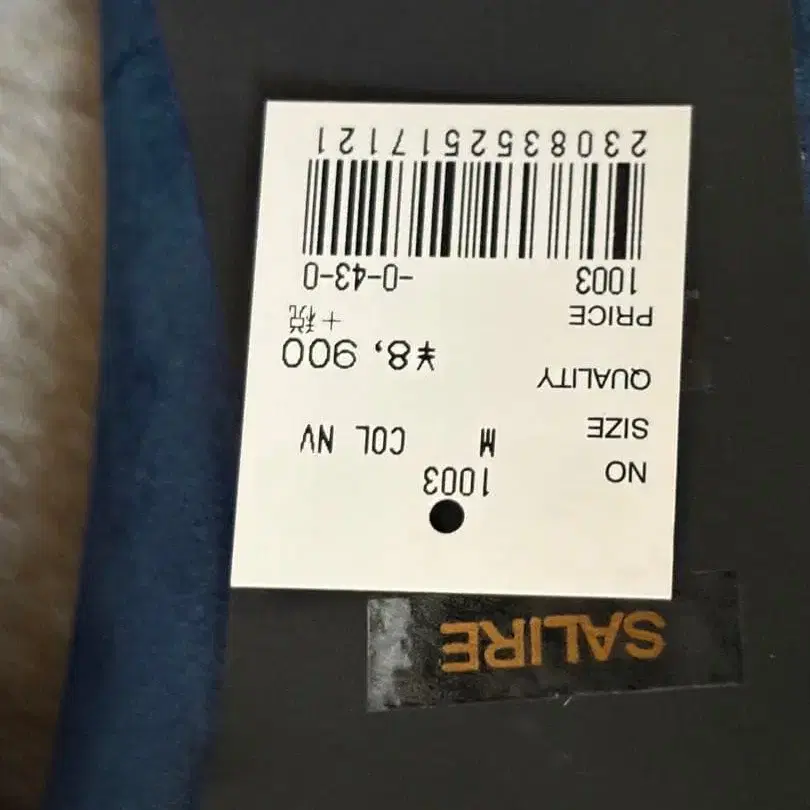 SALIRE
NO 1003
SIZE M COL NV
QUALITY
¥8,900
PRICE +税
1003 -0-43-0
2308352517121